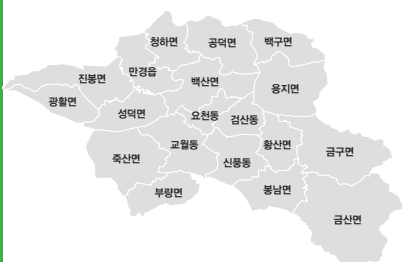 청하면
공덕면
백구면
만경읍
진봉면
백산면
용지면
광활면
성덕면
요천동
검산동
교월동
황산면
금구면
죽산면
신풍동
부량면
봉남면
금산면